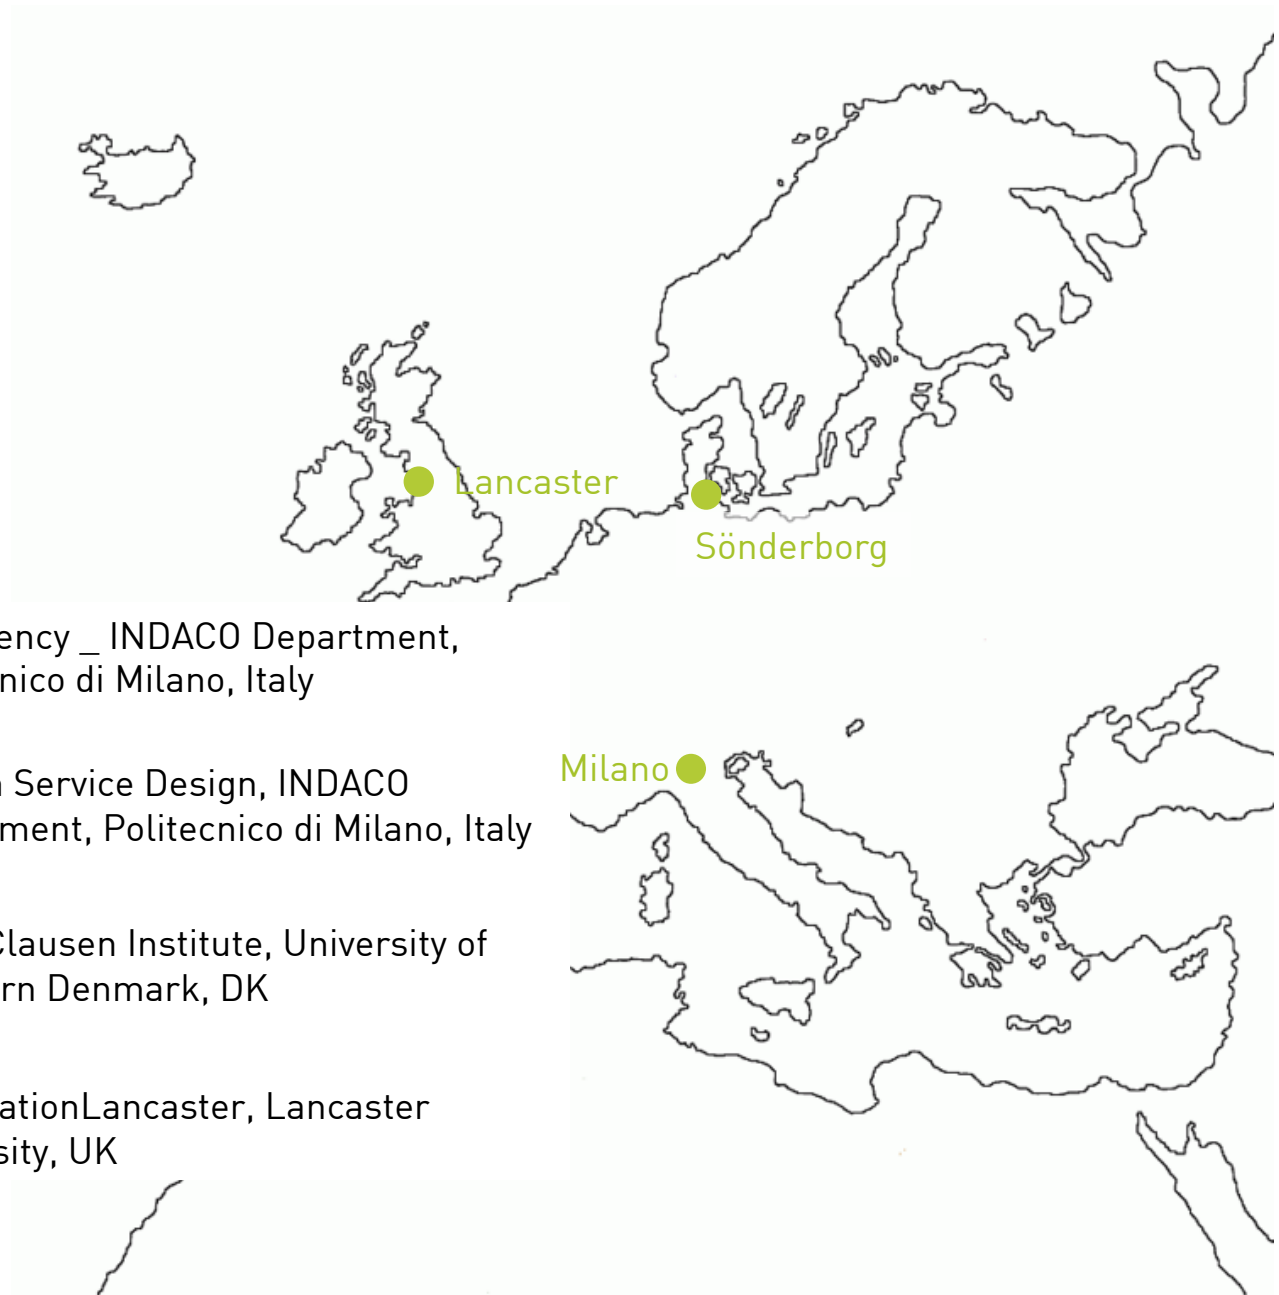 Lancaster
Sönderborg
ency _ INDACO Department,
nico di Milano, Italy
Milano
Service Design, INDACO
ment, Politecnico di Milano, Italy
Clausen Institute, University of
rn Denmark, DK
ationLancaster, Lancaster
sity, UK